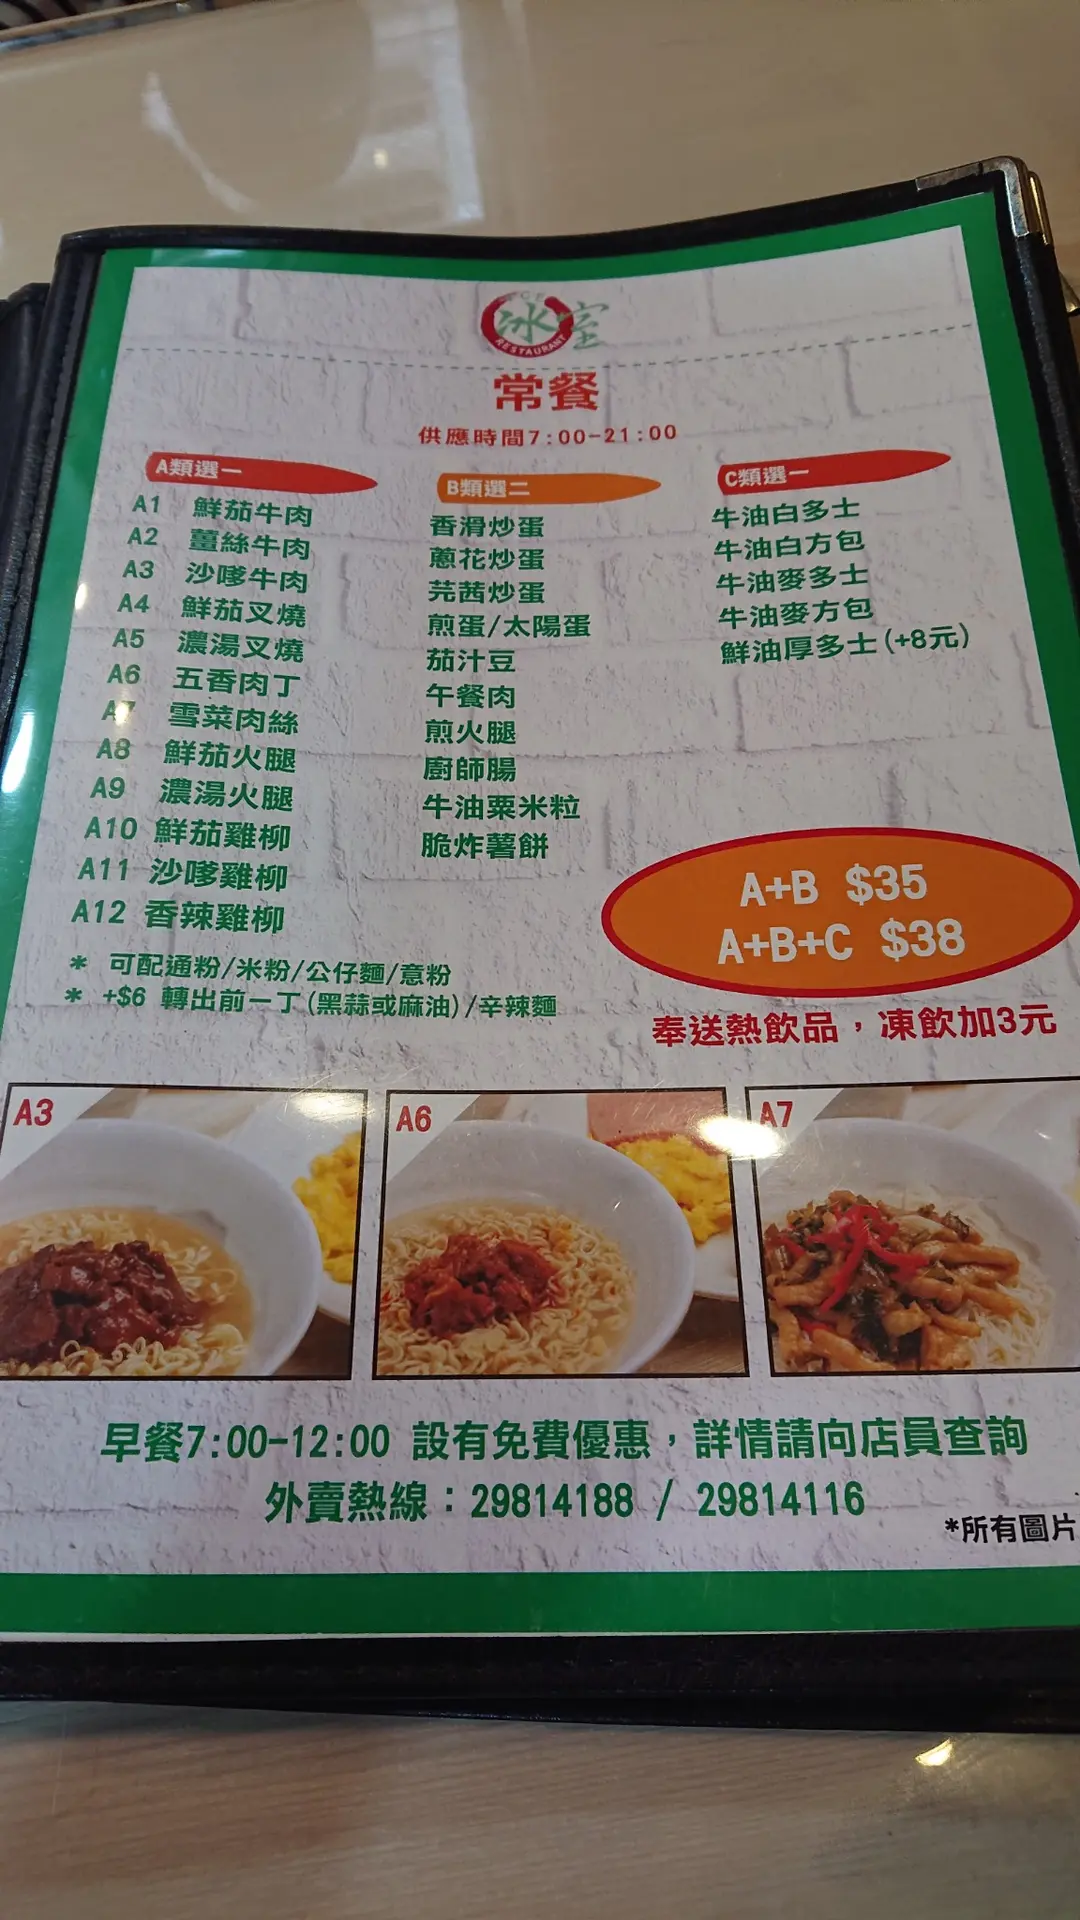 冰室
RESTAURANT
常餐
供應時間7:00-21:00
A類選一
A1 鮮茄牛肉
A2 薑絲牛肉
A3 沙嗲牛肉
A4 鮮茄叉燒
A5 濃湯叉燒
A6 五香肉丁
A7 雪菜肉絲
A8 鮮茄火腿
A9 濃湯火腿
A10 鮮茄雞柳
A11 沙嗲雞柳
A12 香辣雞柳
* 可配通粉/米粉/公仔麵/意粉
* +$6 轉出前一丁(黑蒜或麻油)/辛辣麵
B類選二
香滑炒蛋
蔥花炒蛋
芫茜炒蛋
煎蛋/太陽蛋
茄汁豆
午餐肉
煎火腿
廚師腸
牛油粟米粒
脆炸薯餅
C類選一
牛油白多士
牛油白方包
牛油麥多士
牛油麥方包
鮮油厚多士(+8元)
A+B $35
A+B+C $38
奉送熱飲品，凍飲加3元
A3
A6
A7
早餐7:00-12:00 設有免費優惠，詳情請向店員查詢
外賣熱線：29814188 / 29814116
*所有圖片